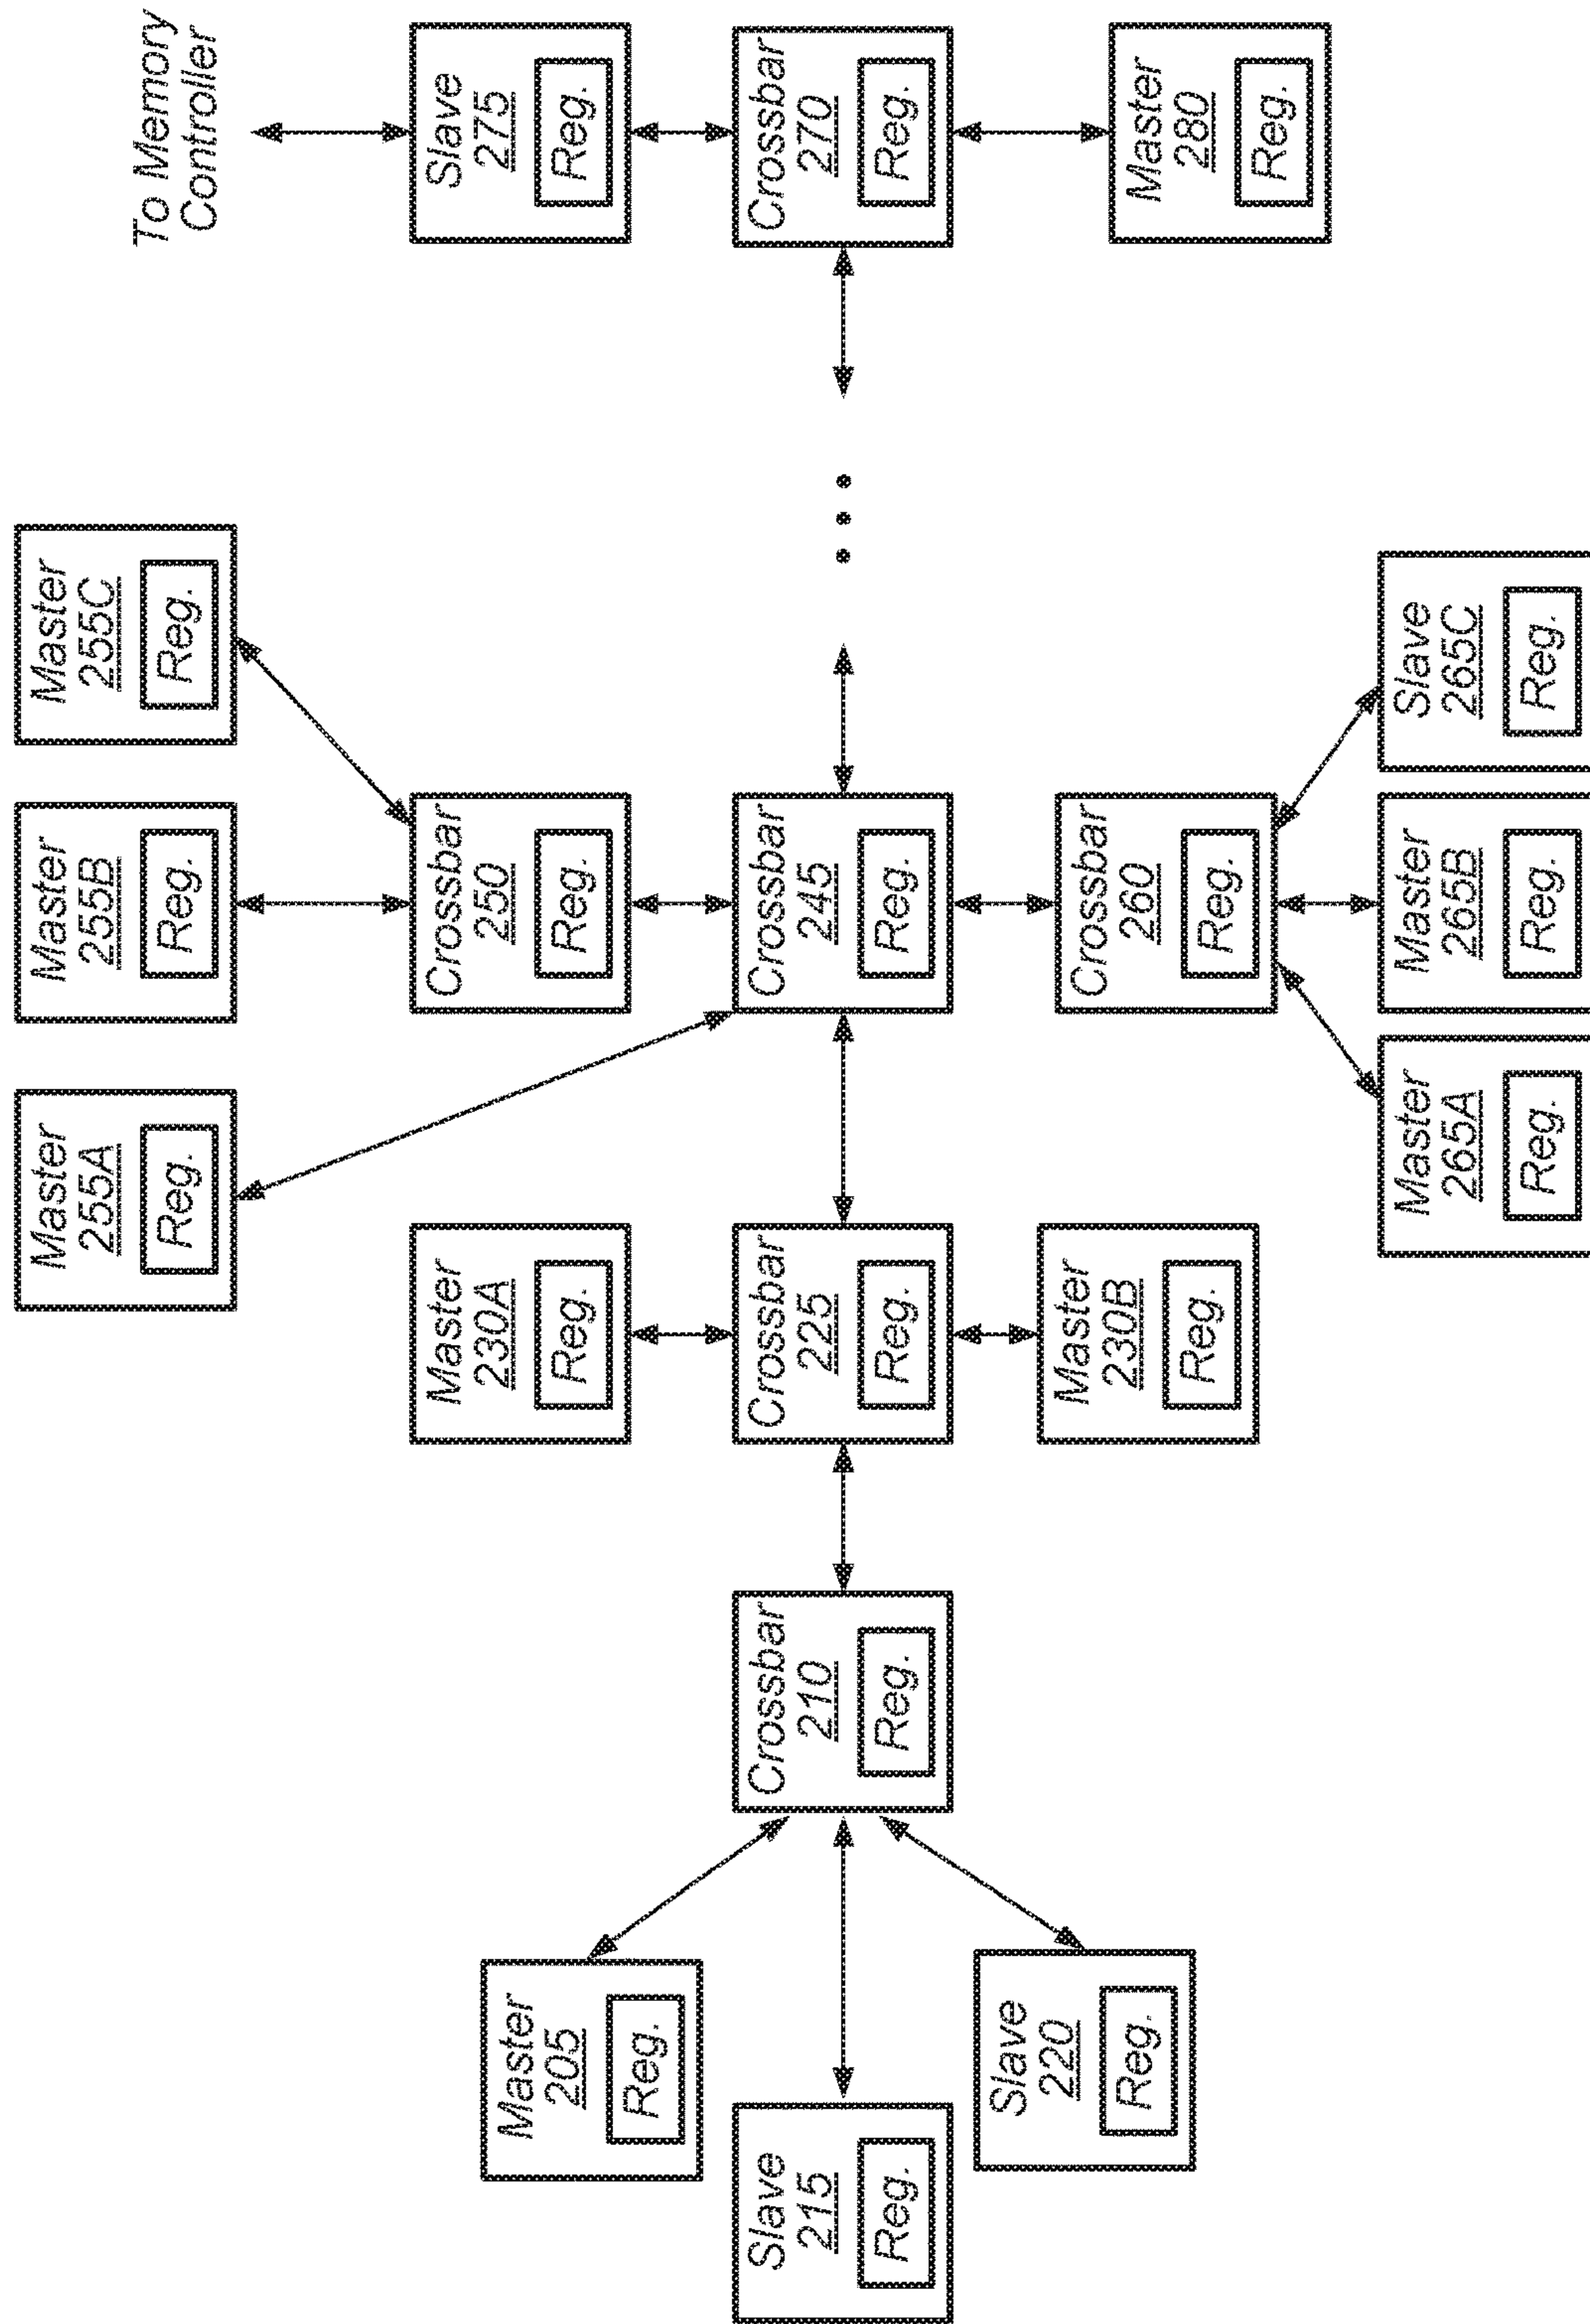 To Memory
Controller
Master
255A
Reg.
Master
255B
Reg.
Master
255C
Reg.
Master
230A
Reg.
Crossbar
250
Reg.
Slave
275
Reg.
Master
205
Reg.
Slave
215
Reg.
Crossbar
210
Reg.
Crossbar
225
Reg.
Crossbar
245
Reg.
Crossbar
270
Reg.
Slave
220
Reg.
Master
230B
Reg.
Crossbar
260
Reg.
Master
280
Reg.
Master
265A
Reg.
Master
265B
Reg.
Slave
265C
Reg.